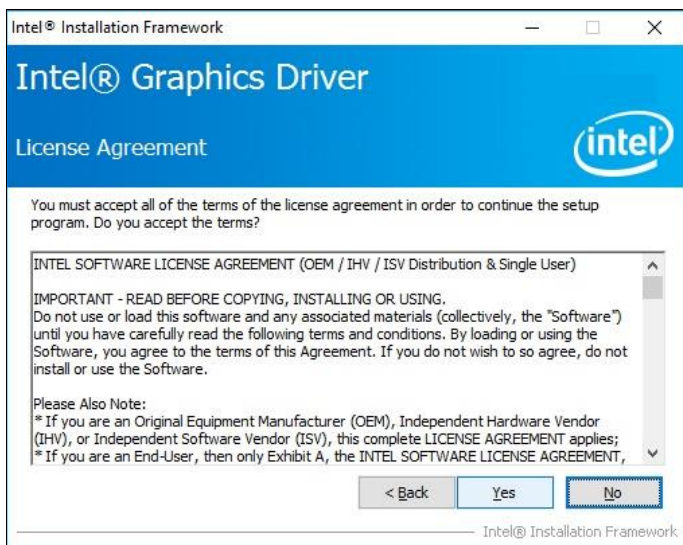 Intel® Installation Framework
Intel® Graphics Driver
License Agreement
intel
You must accept all of the terms of the license agreement in order to continue the setup
program. Do you accept the terms?
INTEL SOFTWARE LICENSE AGREEMENT (OEM / IHV / ISV Distribution & Single User)
IMPORTANT - READ BEFORE COPYING, INSTALLING OR USING.
Do not use or load this software and any associated materials (collectively, the "Software")
until you have carefully read the following terms and conditions. By loading or using the
Software, you agree to the terms of this Agreement. If you do not wish to so agree, do not
install or use the Software.
Please Also Note:
* If you are an Original Equipment Manufacturer (OEM), Independent Hardware Vendor
(IHV), or Independent Software Vendor (ISV), this complete LICENSE AGREEMENT applies;
* If you are an End-User, then only Exhibit A, the INTEL SOFTWARE LICENSE AGREEMENT,
< Back Yes No
Intel® Installation Framework